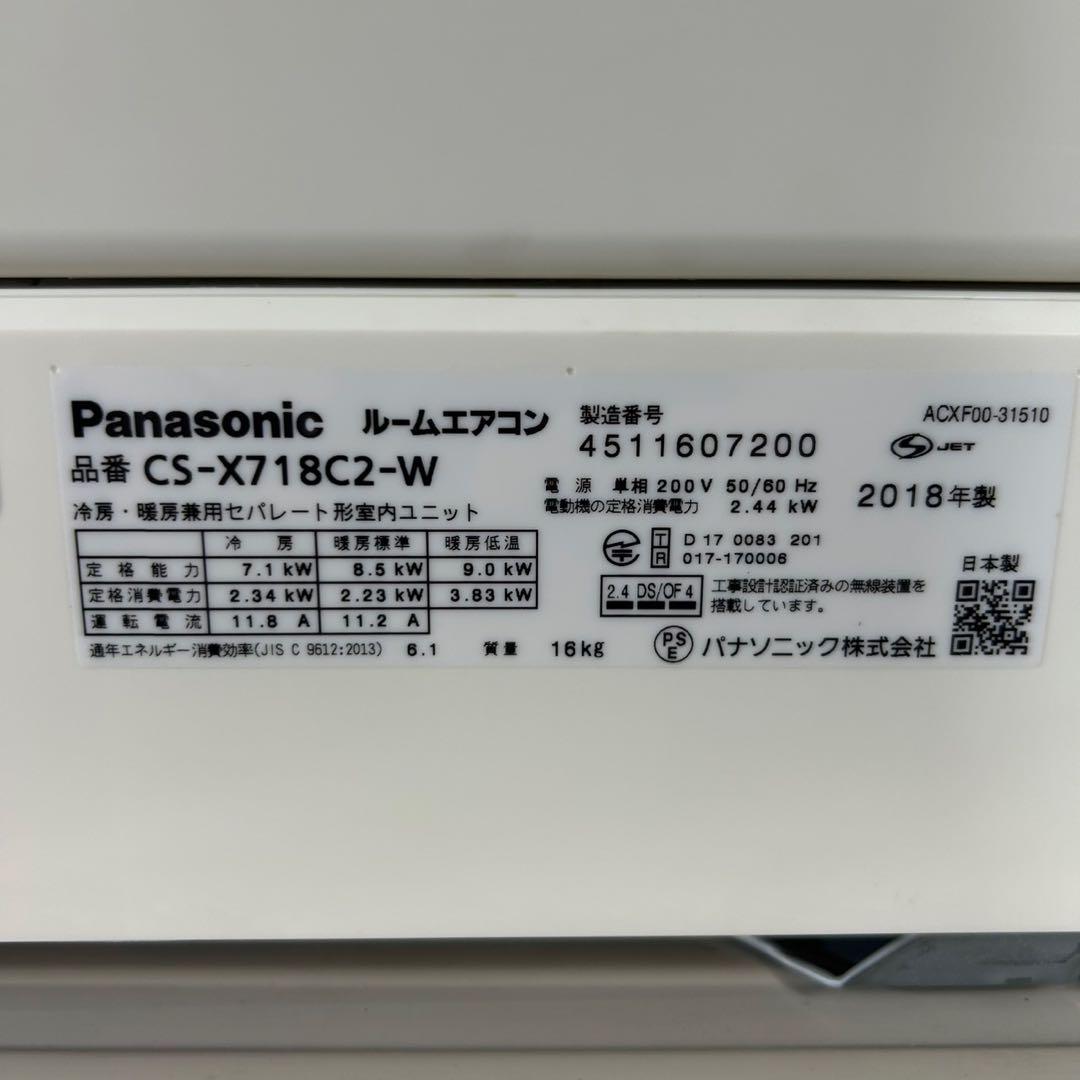 Panasonic ルームエアコン
品番 CS-X718C2-W
冷房・暖房兼用セパレート形室内ユニット
冷 房 暖房標準 暖房低温
定格能力 7.1 kW 8.5 kW 9.0 kW
定格消費電力 2.34 kW 2.23 kW 3.83 kW
運転電流 11.8 A 11.2 A
通年エネルギー消費効率(JIS C 9612:2013) 6.1 質量 16kg
製造番号
4511607200
ACXF00-31510
S JET
電源 単相 200V 50/60 Hz
電動機の定格消費電力 2.44 kW
2018年製
T D 17 0083 201
R 017-170006
日本製
2.4 DS/OF4
工事設計認証済みの無線装置を
搭載しています。
PSE パナソニック株式会社